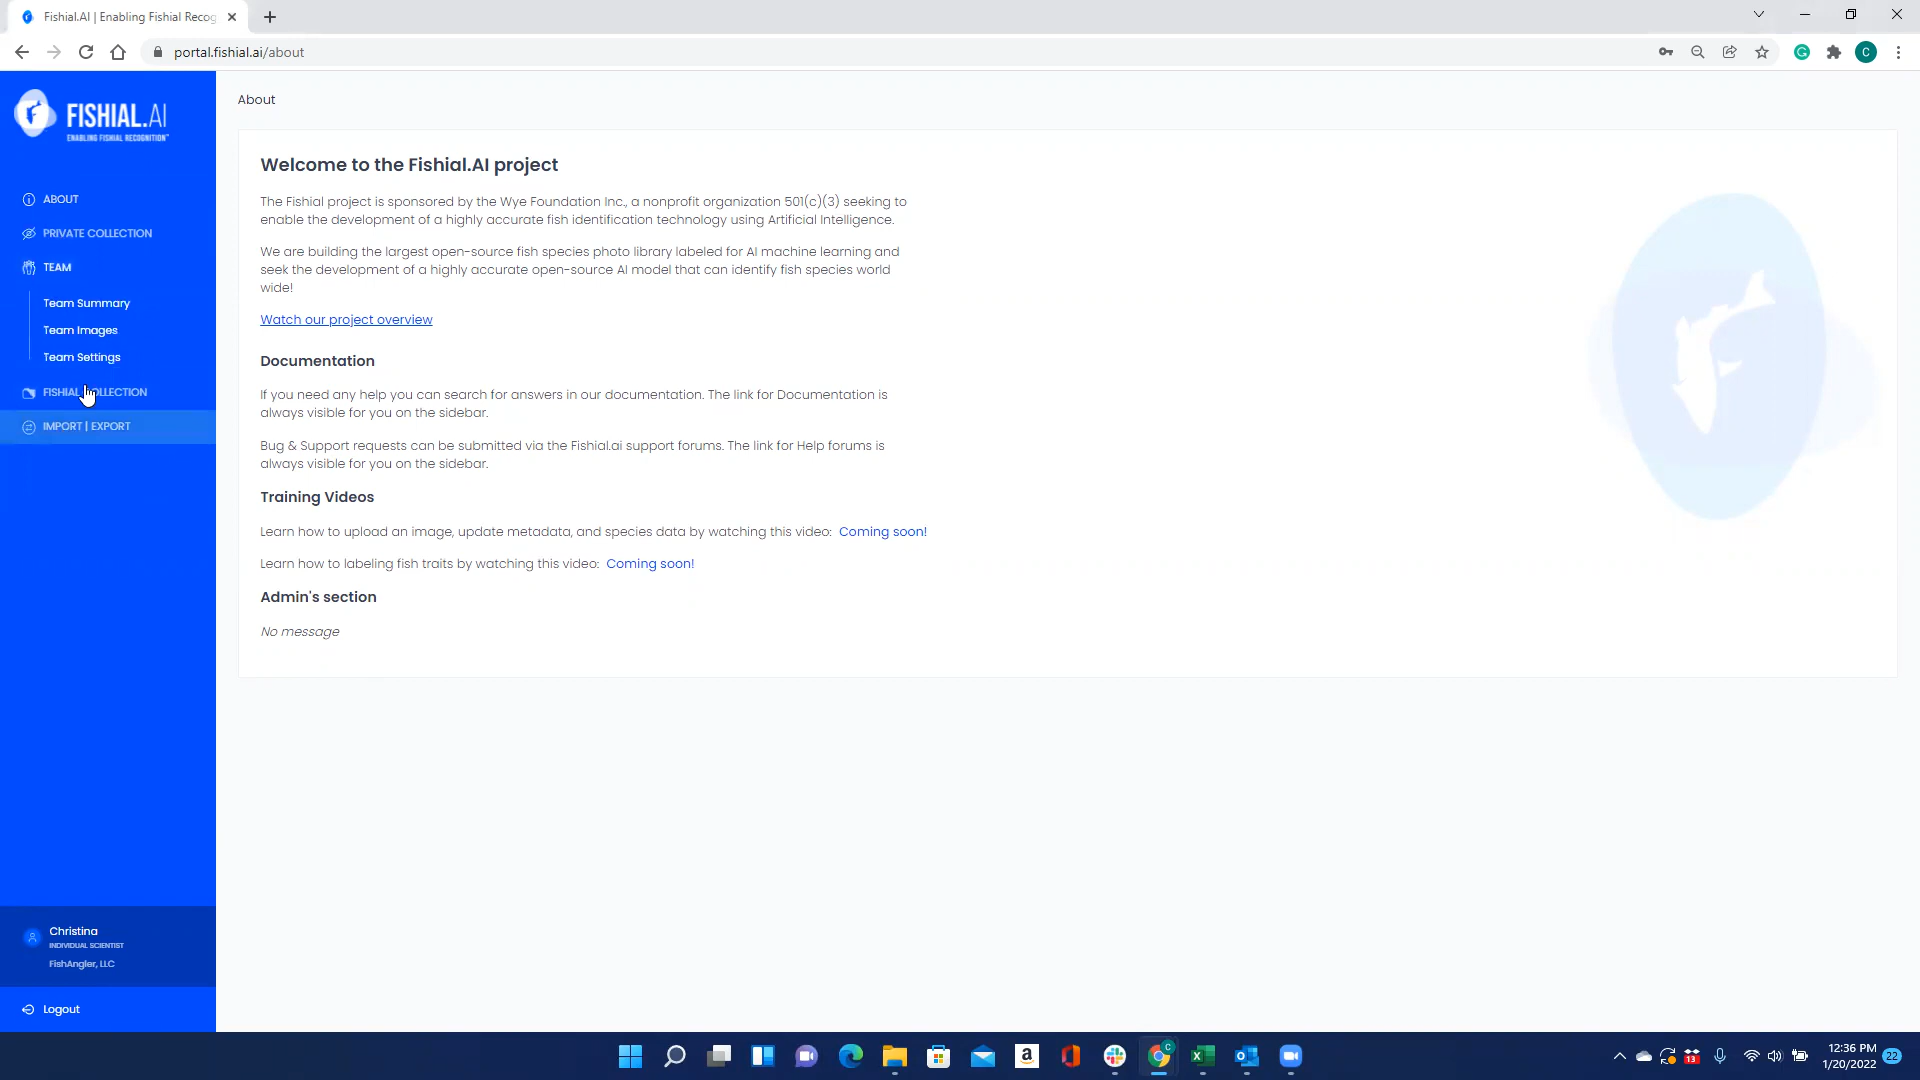 Fishial.AI | Enabling Fishial Recog
portal.fishial.ai/about
C
FISHIAL.AI
ENABLING FISHIAL RECOGNITION™
ABOUT
PRIVATE COLLECTION
TEAM
Team Summary
Team Images
Team Settings
FISHIAL COLLECTION
IMPORT | EXPORT
Christina
INDIVIDUAL SCIENTIST
FishAngler, LLC
Logout
About
Welcome to the Fishial.AI project
The Fishial project is sponsored by the Wye Foundation Inc., a nonprofit organization 501(c)(3) seeking to
enable the development of a highly accurate fish identification technology using Artificial Intelligence.
We are building the largest open-source fish species photo library labeled for AI machine learning and
seek the development of a highly accurate open-source AI model that can identify fish species world
wide!
Watch our project overview
Documentation
If you need any help you can search for answers in our documentation. The link for Documentation is
always visible for you on the sidebar.
Bug & Support requests can be submitted via the Fishial.ai support forums. The link for Help forums is
always visible for you on the sidebar.
Training Videos
Learn how to upload an image, update metadata, and species data by watching this video: Coming soon!
Learn how to labeling fish traits by watching this video: Coming soon!
Admin's section
No message
13
12:36 PM
1/20/2022
22